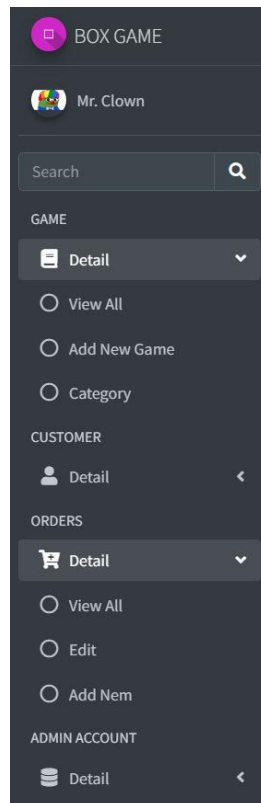 BOX GAME
Mr. Clown
Search
GAME
Detail
View All
Add New Game
Category
CUSTOMER
Detail
ORDERS
Detail
View All
Edit
Add Nem
ADMIN ACCOUNT
Detail